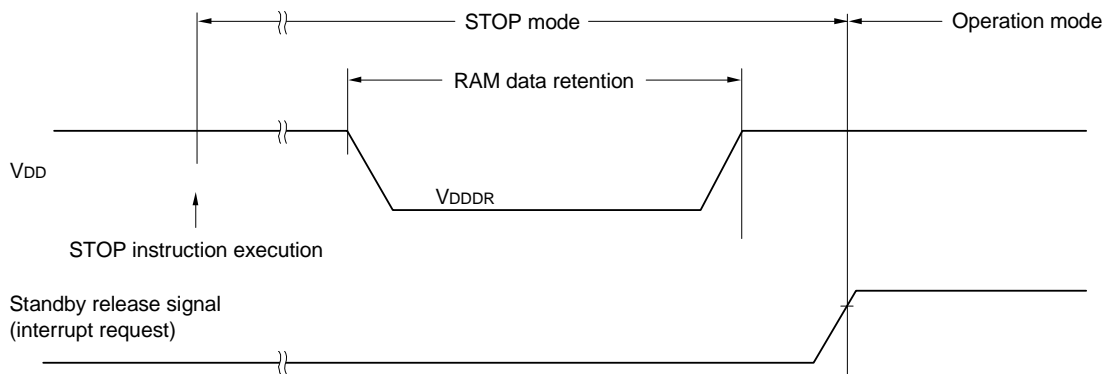 STOP mode
Operation mode
RAM data retention
VDD
VDDDR
STOP instruction execution
Standby release signal
(interrupt request)